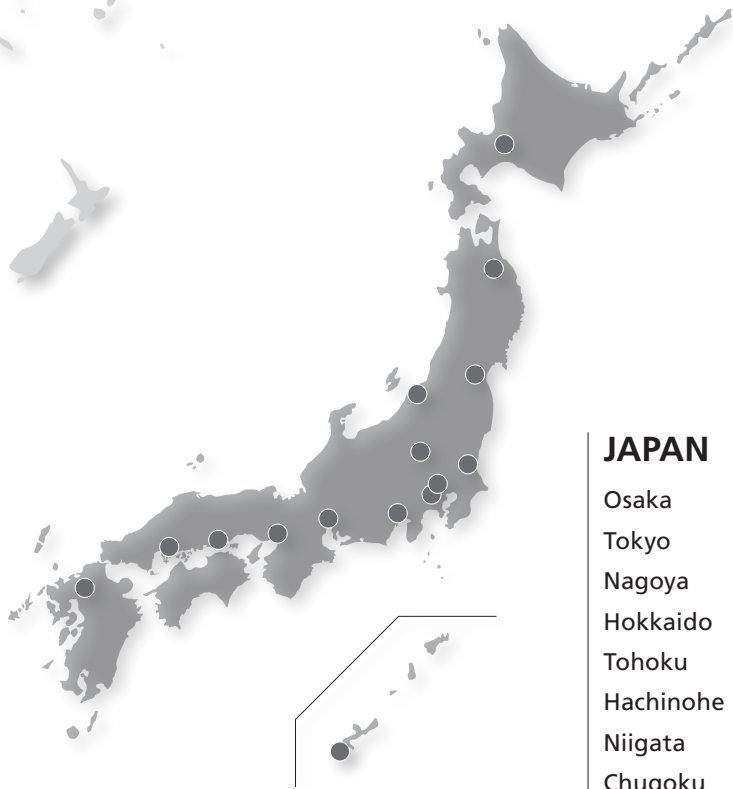 JAPAN
Osaka
Tokyo
Nagoya
Hokkaido
Tohoku
Hachinohe
Niigata
Chugoku